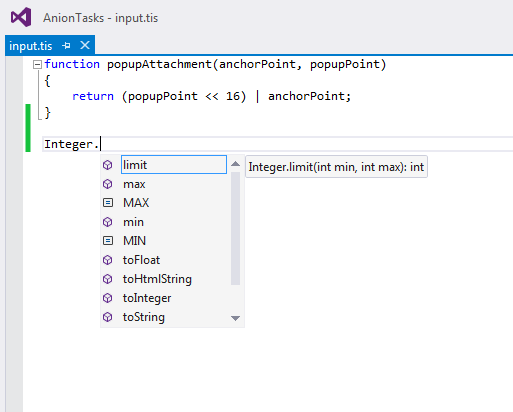 AnionTasks - input.tis
input.tis
function popupAttachment(anchorPoint, popupPoint)
{
return (popupPoint << 16) | anchorPoint;
}
Integer.
limit
Integer.limit(int min, int max): int
max
MAX
min
MIN
toFloat
toHtmlString
toInteger
toString